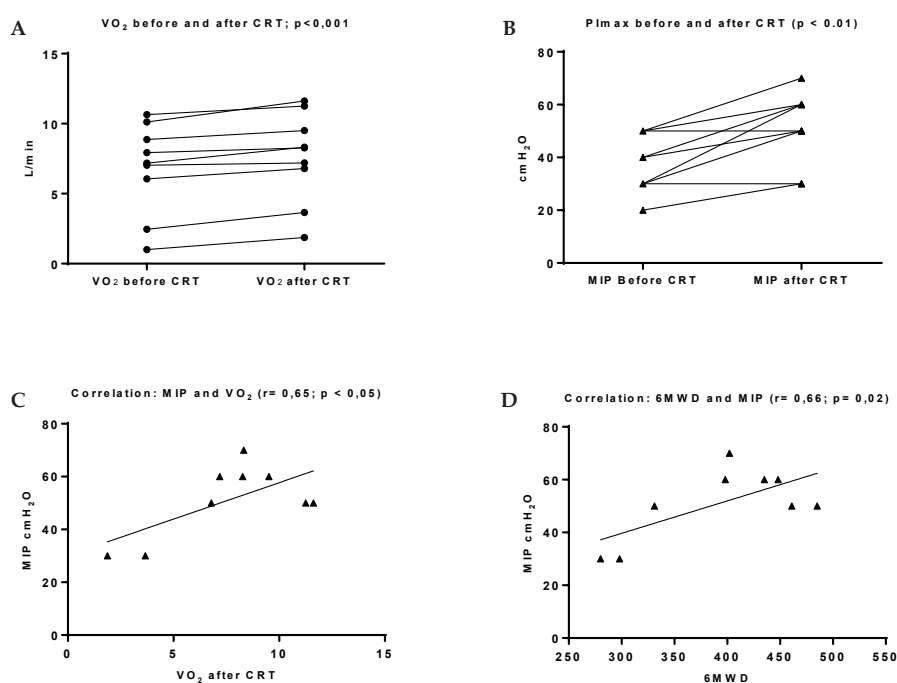 A
VO₂ before and after CRT; p<0,001
15
10
5
0
L/min
VO₂ before CRT
VO₂ after CRT
B
PImax before and after CRT (p < 0.01)
80
60
40
20
0
cmH₂O
MIP Before CRT
MIP after CRT
C
Correlation: MIP and VO₂ (r= 0,65; p < 0,05)
80
60
40
20
0
MIP cmH₂O
0 5 10 15
VO₂ after CRT
D
Correlation: 6MWD and MIP (r= 0,66; p= 0,02)
80
60
40
20
0
MIP cmH₂O
250 300 350 400 450 500 550
6MWD